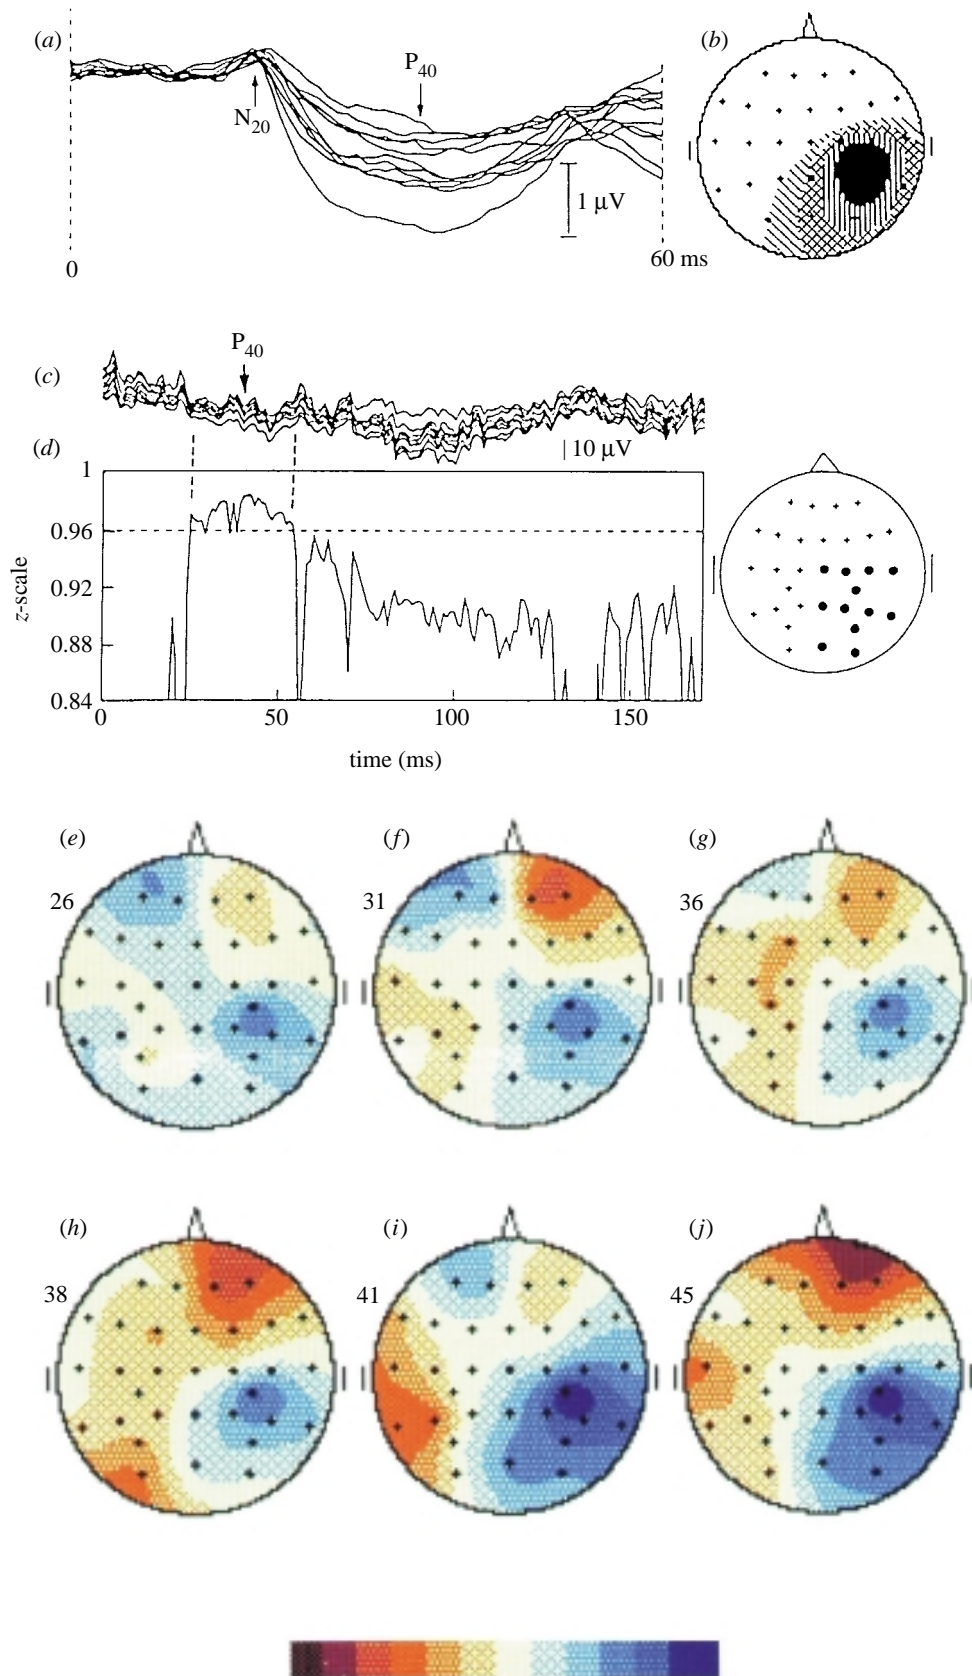 (a)
(b)
P40
N20
1 μV
0
60 ms
(c)
P40
10 μV
(d)
1
0.96
0.92
0.88
0.84
z-scale
0
50
100
150
time (ms)
(e)
(f)
(g)
26
31
36
(h)
(i)
(j)
38
41
45